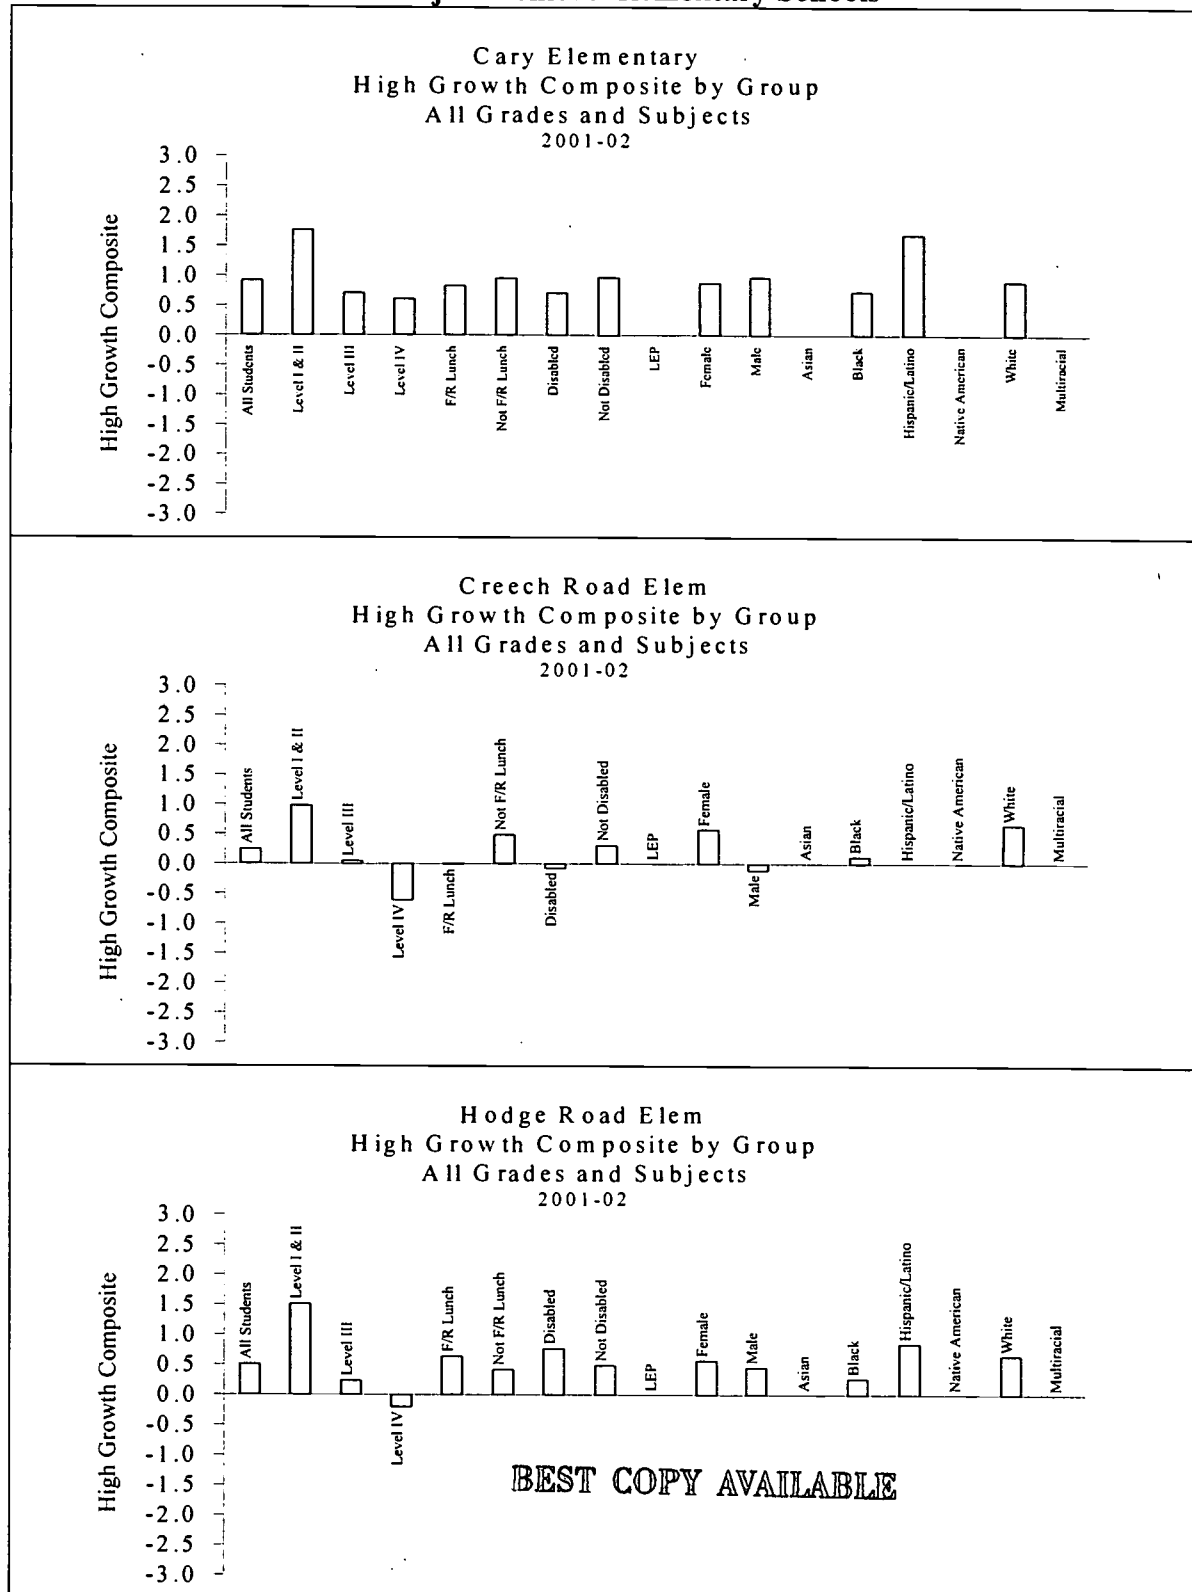 Elementary Schools
Cary Elementary
High Growth Composite by Group
All Grades and Subjects
2001-02
High Growth Composite
3.0
2.5
2.0
1.5
1.0
0.5
0.0
-0.5
-1.0
-1.5
-2.0
-2.5
-3.0
All Students
Level I & II
Level III
Level IV
F/R Lunch
Not F/R Lunch
Disabled
Not Disabled
LEP
Female
Male
Asian
Black
Hispanic/Latino
Native American
White
Multiracial
Creech Road Elem
High Growth Composite by Group
All Grades and Subjects
2001-02
High Growth Composite
3.0
2.5
2.0
1.5
1.0
0.5
0.0
-0.5
-1.0
-1.5
-2.0
-2.5
-3.0
All Students
Level I & II
Level III
Level IV
F/R Lunch
Not F/R Lunch
Disabled
Not Disabled
LEP
Female
Male
Asian
Black
Hispanic/Latino
Native American
White
Multiracial
Hodge Road Elem
High Growth Composite by Group
All Grades and Subjects
2001-02
High Growth Composite
3.0
2.5
2.0
1.5
1.0
0.5
0.0
-0.5
-1.0
-1.5
-2.0
-2.5
-3.0
All Students
Level I & II
Level III
Level IV
F/R Lunch
Not F/R Lunch
Disabled
Not Disabled
LEP
Female
Male
Asian
Black
Hispanic/Latino
Native American
White
Multiracial
BEST COPY AVAILABLE